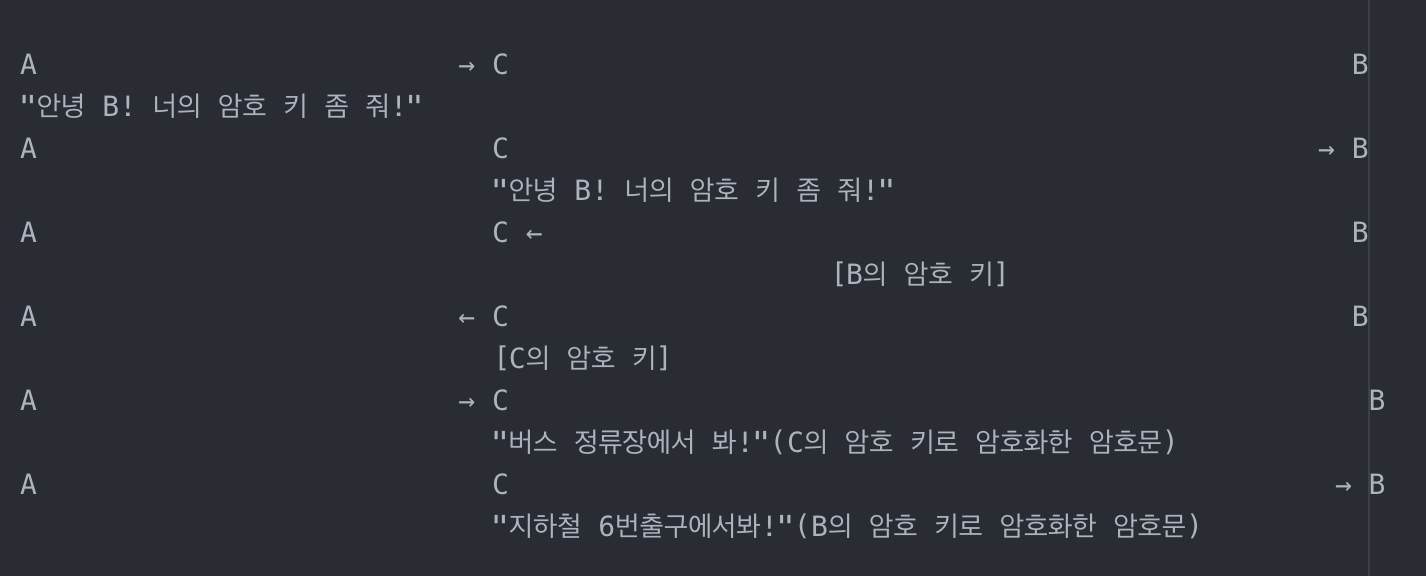 A → C B
"안녕 B! 너의 암호 키 좀 줘!"
A C → B
"안녕 B! 너의 암호 키 좀 줘!"
A C ← B
[B의 암호 키]
A ← C B
[C의 암호 키]
A → C B
"버스 정류장에서 봐!"(C의 암호 키로 암호화한 암호문)
A C → B
"지하철 6번출구에서봐!"(B의 암호 키로 암호화한 암호문)